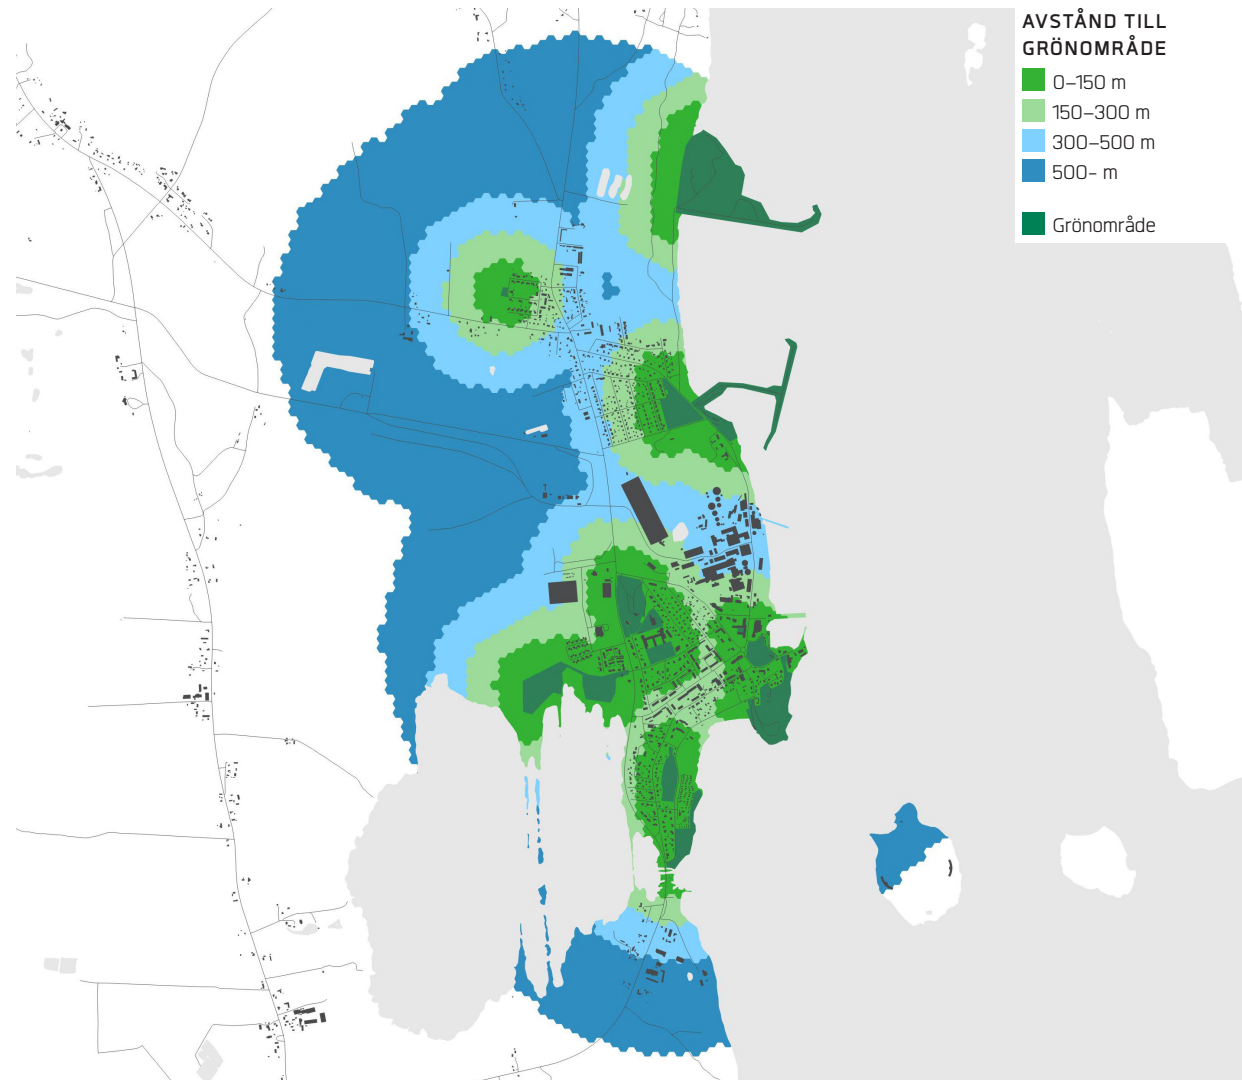 AVSTÅND TILL
GRÖNOMRÅDE
0–150 m
150–300 m
300–500 m
500- m
Grönområde